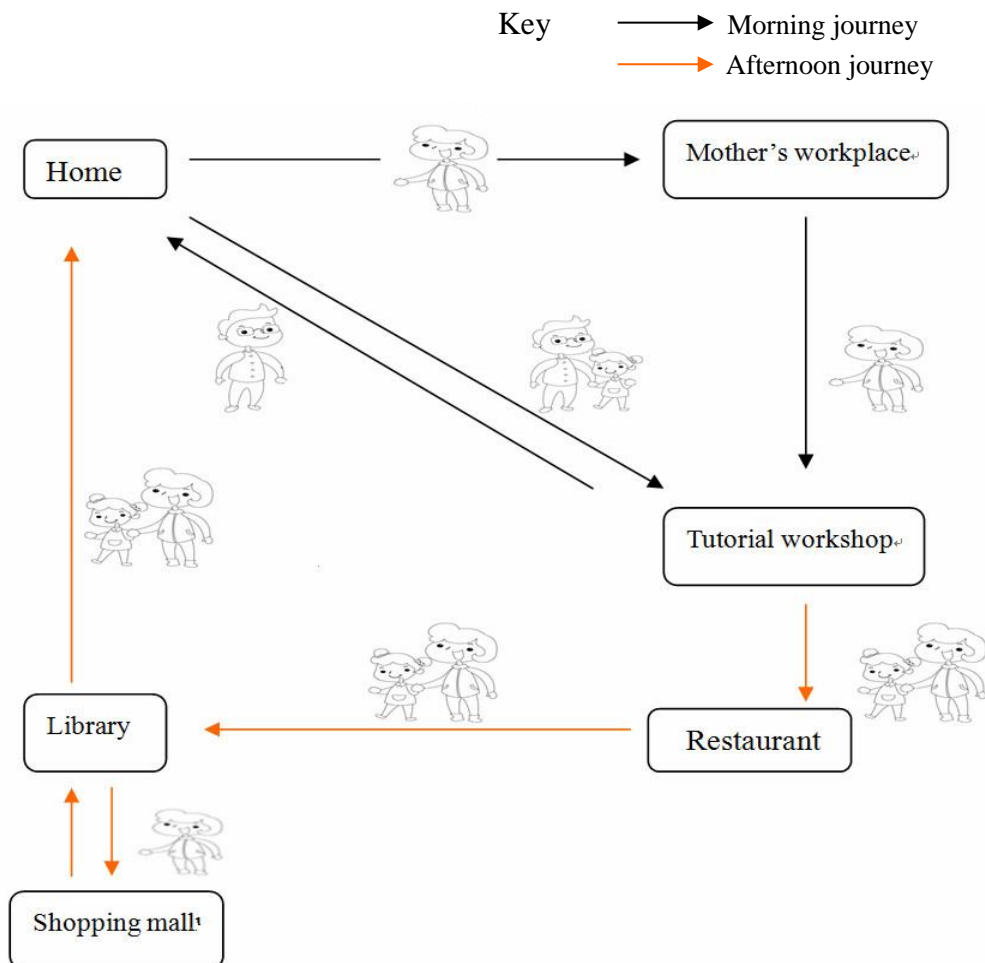 Key
Morning journey
Afternoon journey
Home
Mother’s workplace
Tutorial workshop
Library
Restaurant
Shopping mall